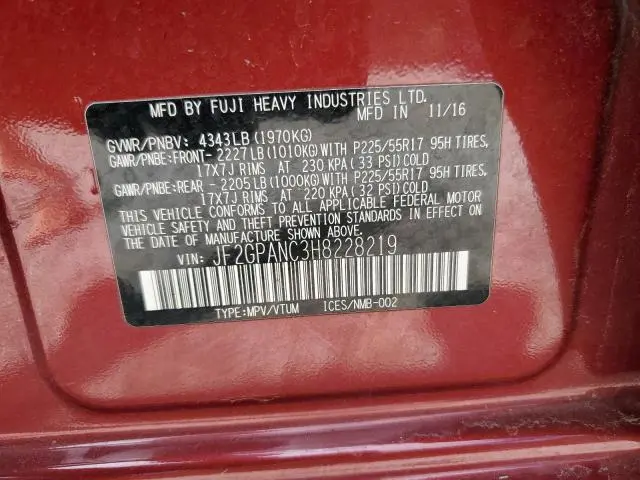 MFD BY FUJI HEAVY INDUSTRIES LTD.
MFD IN 11/16
GVWR/PNBV: 4343LB (1970KG)
GAWR/PNBE:FRONT- 2227LB (1010KG) WITH P225/55R17 95H TIRES,
17X7J RIMS AT 230 KPA (33 PSI) COLD
GAWR/PNBE:REAR - 2205LB (1000KG) WITH P225/55R17 95H TIRES,
17X7J RIMS AT 220 KPA (32 PSI) COLD
THIS VEHICLE CONFORMS TO ALL APPLICABLE FEDERAL MOTOR
VEHICLE SAFETY AND THEFT PREVENTION STANDARDS IN EFFECT ON
THE DATE OF MANUFACTURE SHOWN ABOVE.
VIN: JF2GPANC3H8228219
TYPE:MPV/VTUM ICES/NMB-002